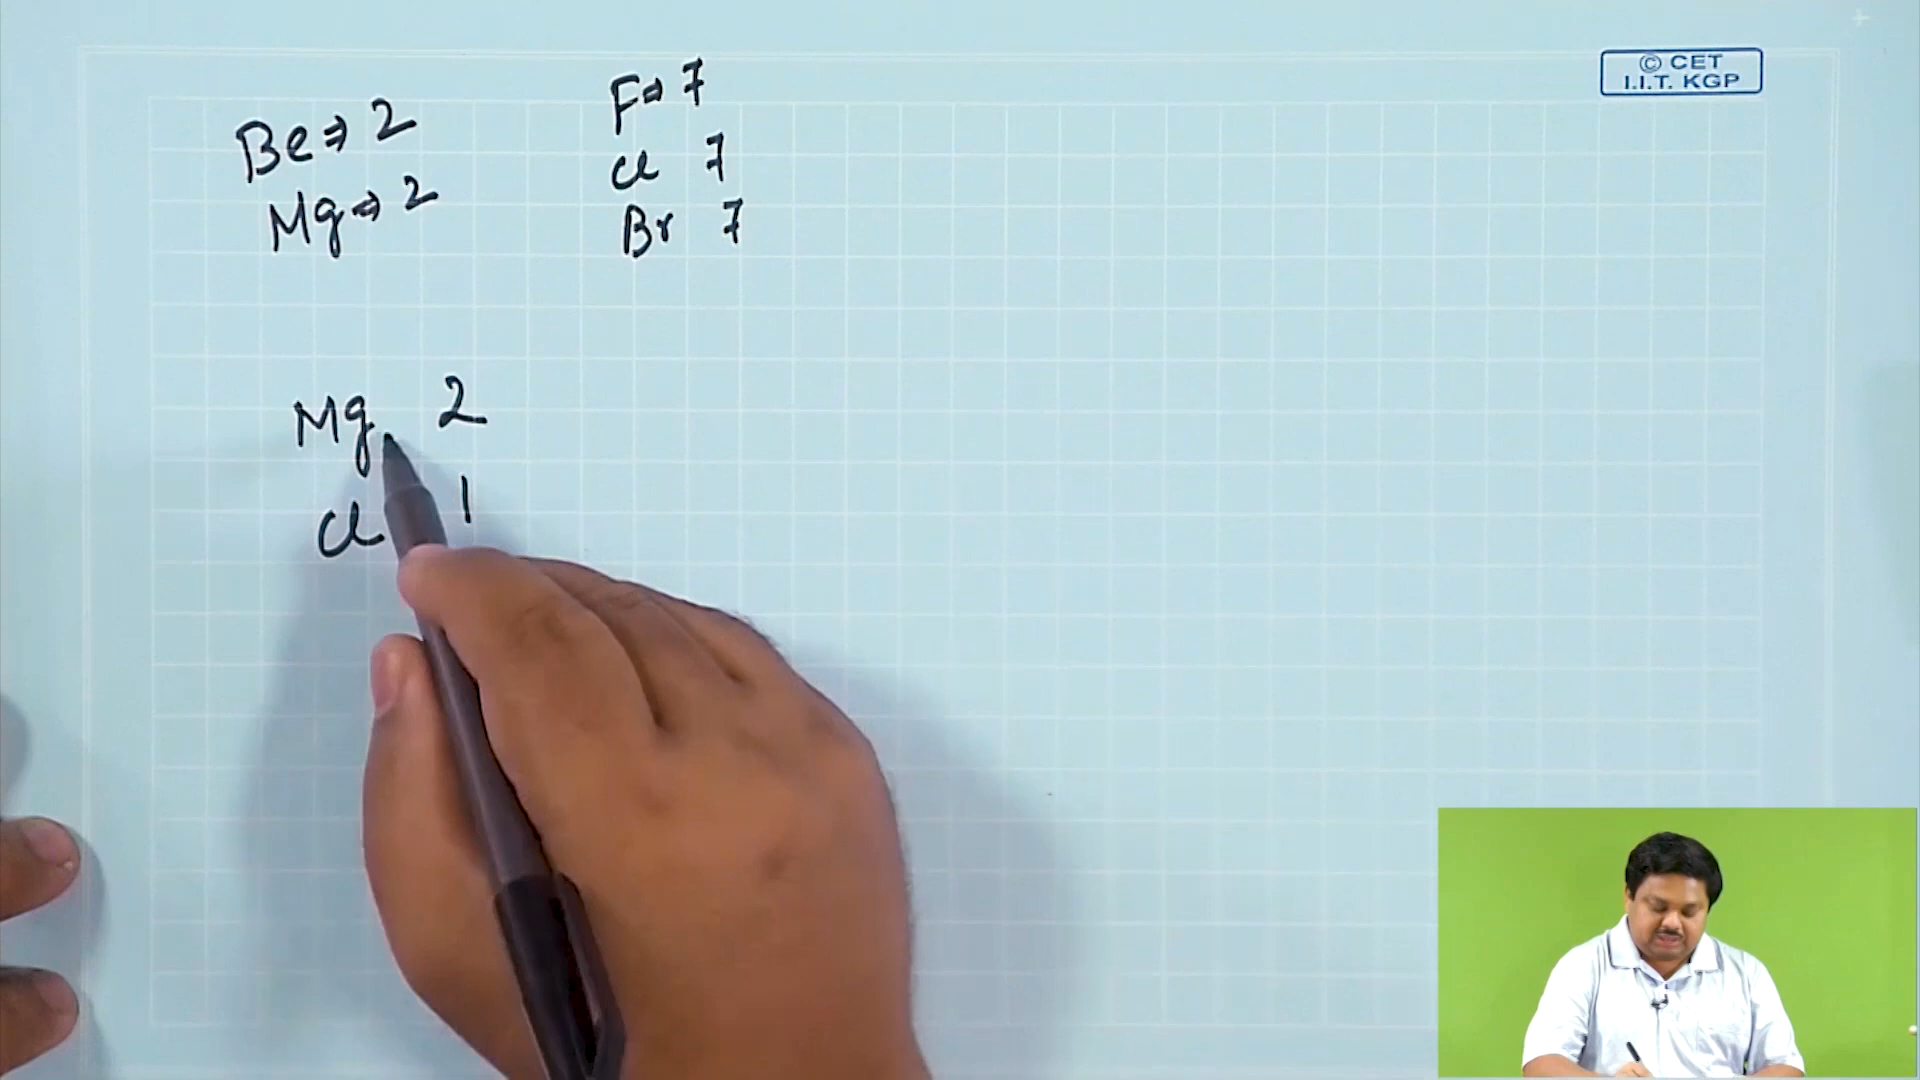 © CET
I.I.T. KGP
Be ⇒ 2
Mg ⇒ 2
F ⇒ 7
Cl 7
Br 7
Mg 2
Cl 1